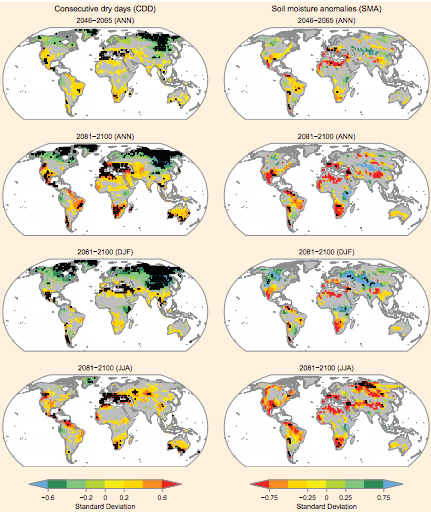 Consecutive dry days (CDD)
Soil moisture anomalies (SMA)
2046−2065 (ANN)
2046−2065 (ANN)
2081−2100 (ANN)
2081−2100 (ANN)
2081−2100 (DJF)
2081−2100 (DJF)
2081−2100 (JJA)
2081−2100 (JJA)
−0.6 −0.2 0 0.2 0.6
−0.75 −0.25 0.25 0.75
Standard Deviation
Standard Deviation